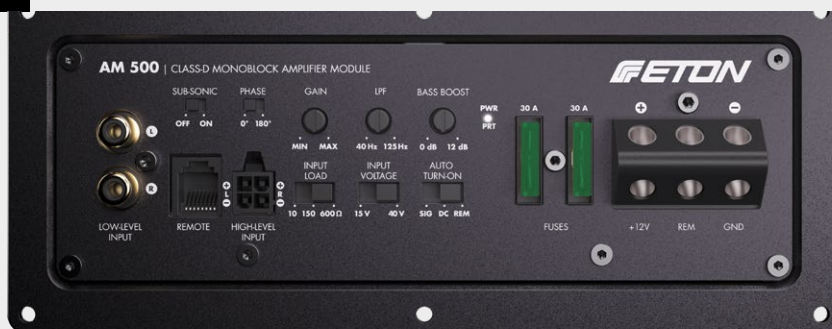 AM 500 | CLASS-D MONOBLOCK AMPLIFIER MODULE
ETON
SUB-SONIC
OFF ON
PHASE
0° 180°
GAIN
MIN MAX
LPF
40 Hz 125 Hz
BASS BOOST
0 dB 12 dB
PWR
PRT
30 A
30 A
+
−
L
R
LOW-LEVEL
INPUT
REMOTE
+
L
−
+
R
−
HIGH-LEVEL
INPUT
INPUT
LOAD
10 150 600Ω
INPUT
VOLTAGE
15 V 40 V
AUTO
TURN-ON
SIG DC REM
FUSES
+12V
REM
GND